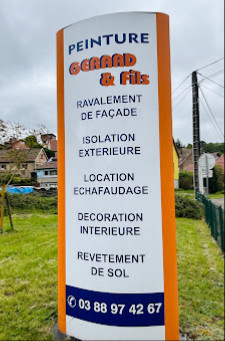 PEINTURE
GERARD
& Fils
RAVALEMENT
DE FAÇADE
ISOLATION
EXTERIEURE
LOCATION
ECHAFAUDAGE
DECORATION
INTERIEURE
REVETEMENT
DE SOL
03 88 97 42 67